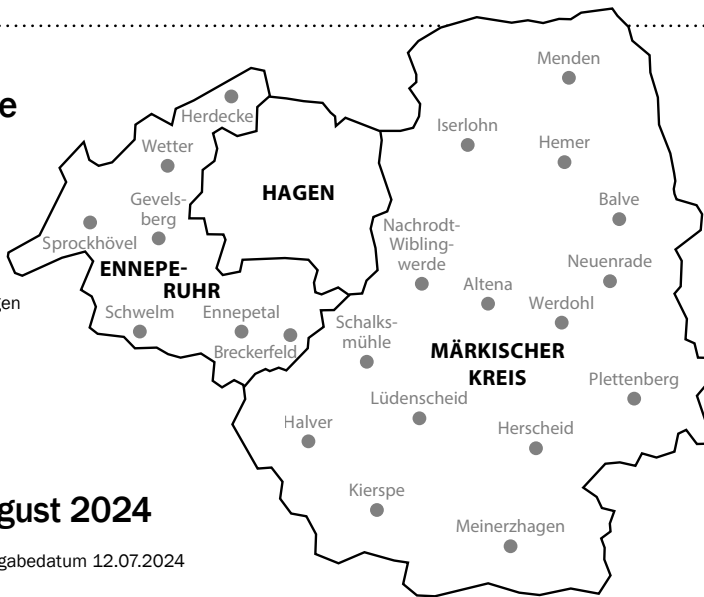 e
Menden
Herdecke
Iserlohn
Wetter
Hemer
HAGEN
Gevels-
berg
Balve
Sprockhövel
Nachrodt-
Wibling-
werde
ENNEPE-
RUHR
Neuenrade
Altena
gen
Werdohl
Schwelm
Ennepetal
Schalks-
mühle
Breckerfeld
MÄRKISCHER
KREIS
Plettenberg
Lüdenscheid
Halver
Herscheid
Kierspe
gust 2024
Meinerzhagen
gabedatum 12.07.2024